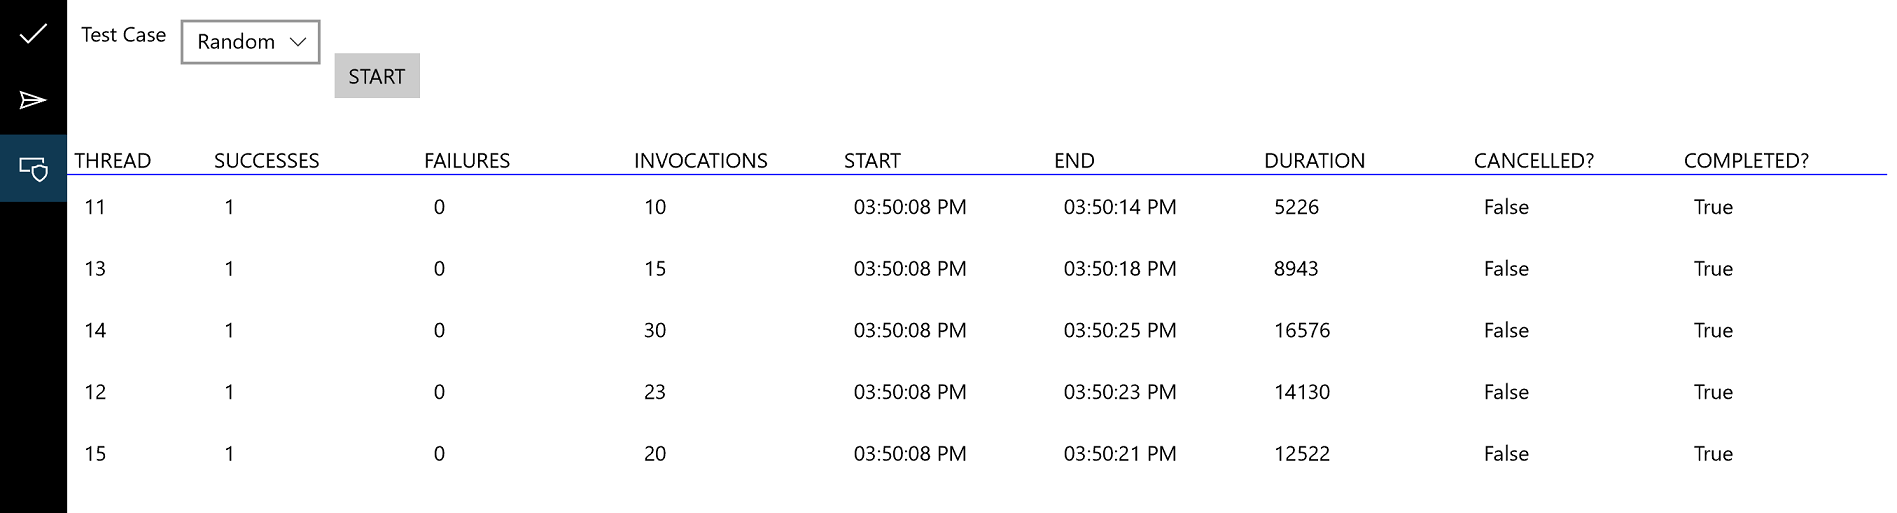 Test Case Random
START
THREAD SUCCESSES FAILURES INVOCATIONS START END DURATION CANCELLED? COMPLETED?
11 1 0 10 03:50:08 PM 03:50:14 PM 5226 False True
13 1 0 15 03:50:08 PM 03:50:18 PM 8943 False True
14 1 0 30 03:50:08 PM 03:50:25 PM 16576 False True
12 1 0 23 03:50:08 PM 03:50:23 PM 14130 False True
15 1 0 20 03:50:08 PM 03:50:21 PM 12522 False True